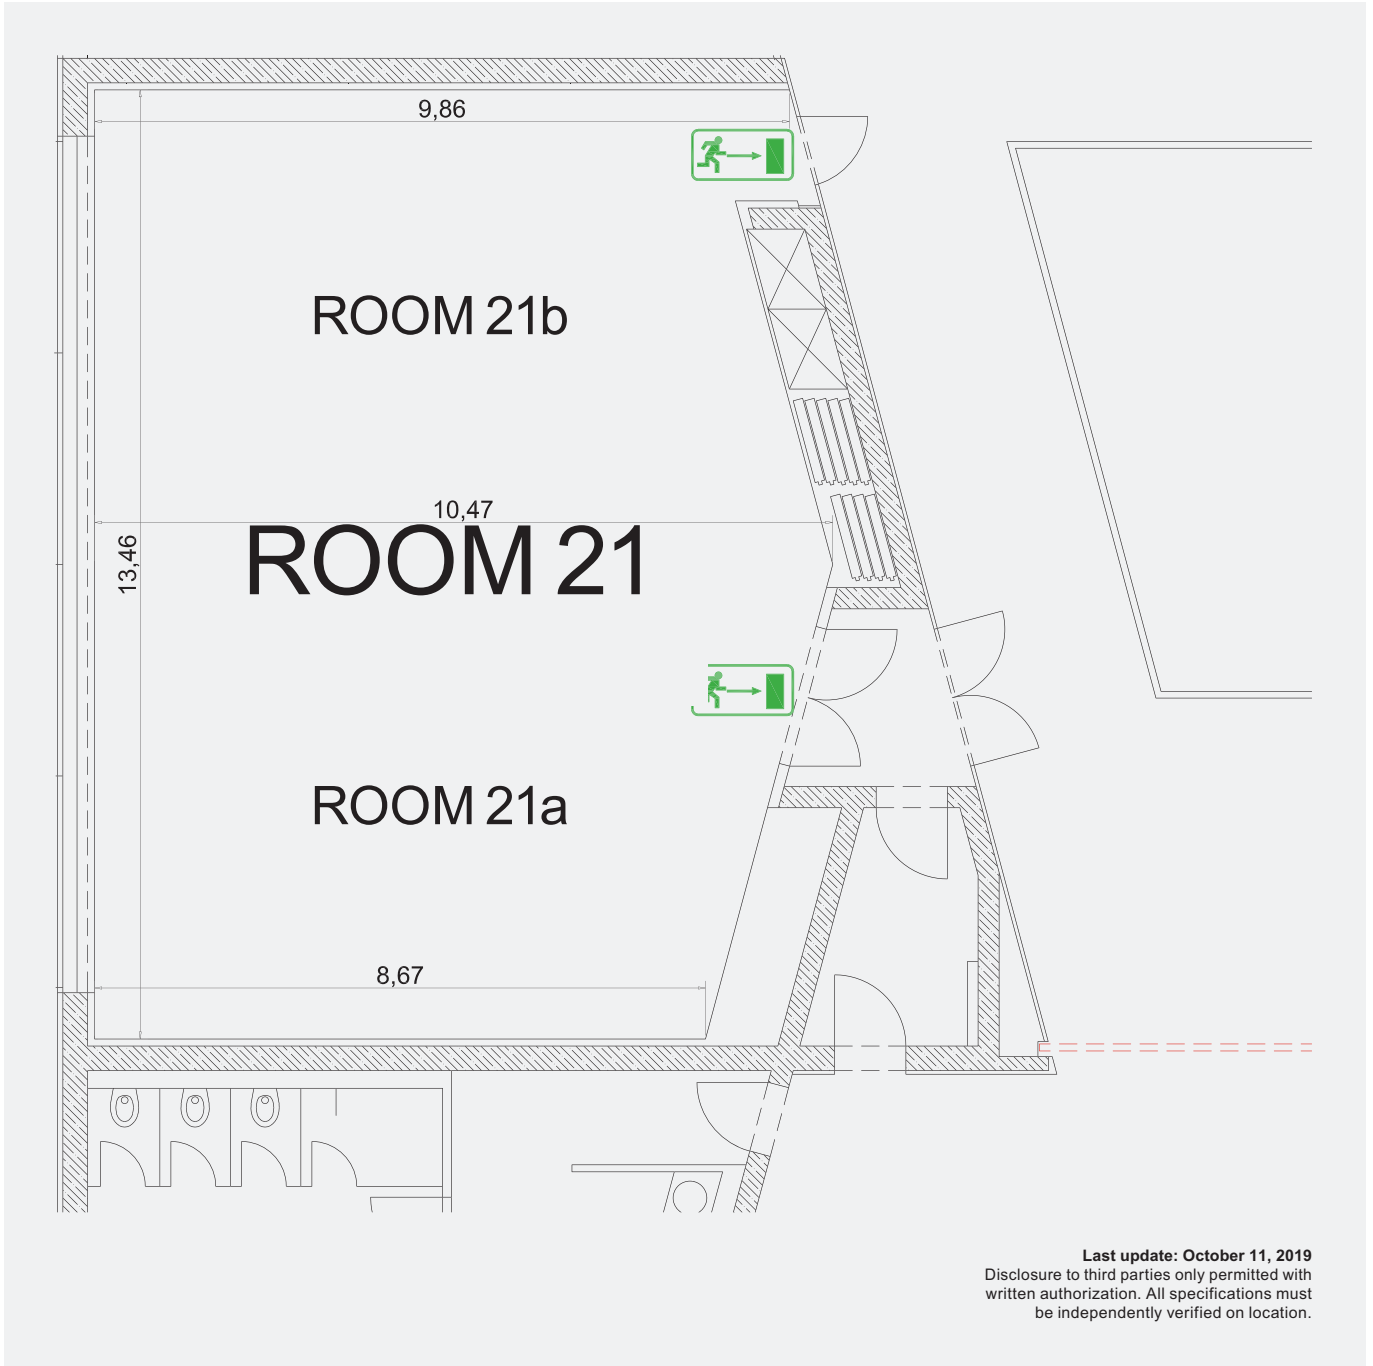 9,86
ROOM 21b
10,47
ROOM 21
13,46
ROOM 21a
8,67
Last update: October 11, 2019
Disclosure to third parties only permitted with
written authorization. All specifications must
be independently verified on location.